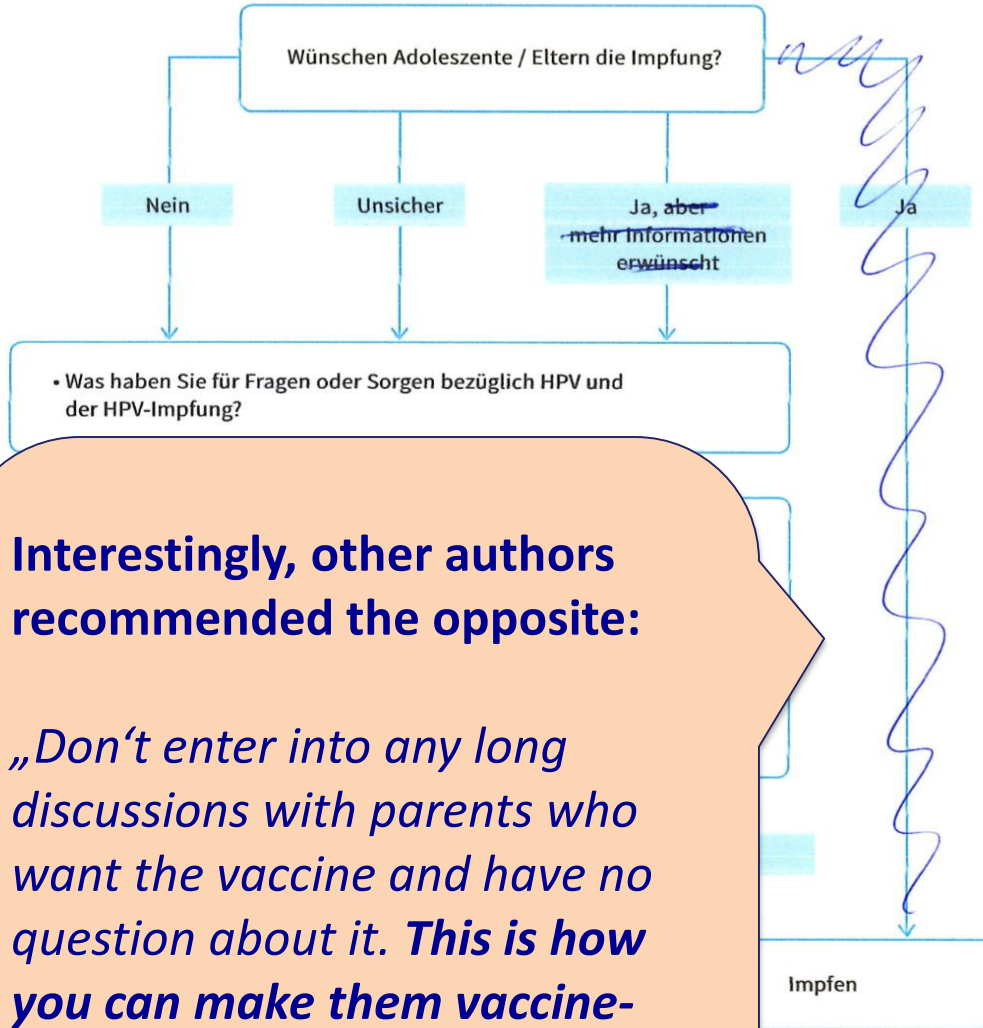 Wünschen Adoleszente / Eltern die Impfung?
Nein
Unsicher
Ja, aber
mehr Informationen
erwünscht
Ja
• Was haben Sie für Fragen oder Sorgen bezüglich HPV und
der HPV-Impfung?
Interestingly, other authors
recommended the opposite:
„Don‘t enter into any long
discussions with parents who
want the vaccine and have no
question about it. This is how
you can make them vaccine-
Impfen